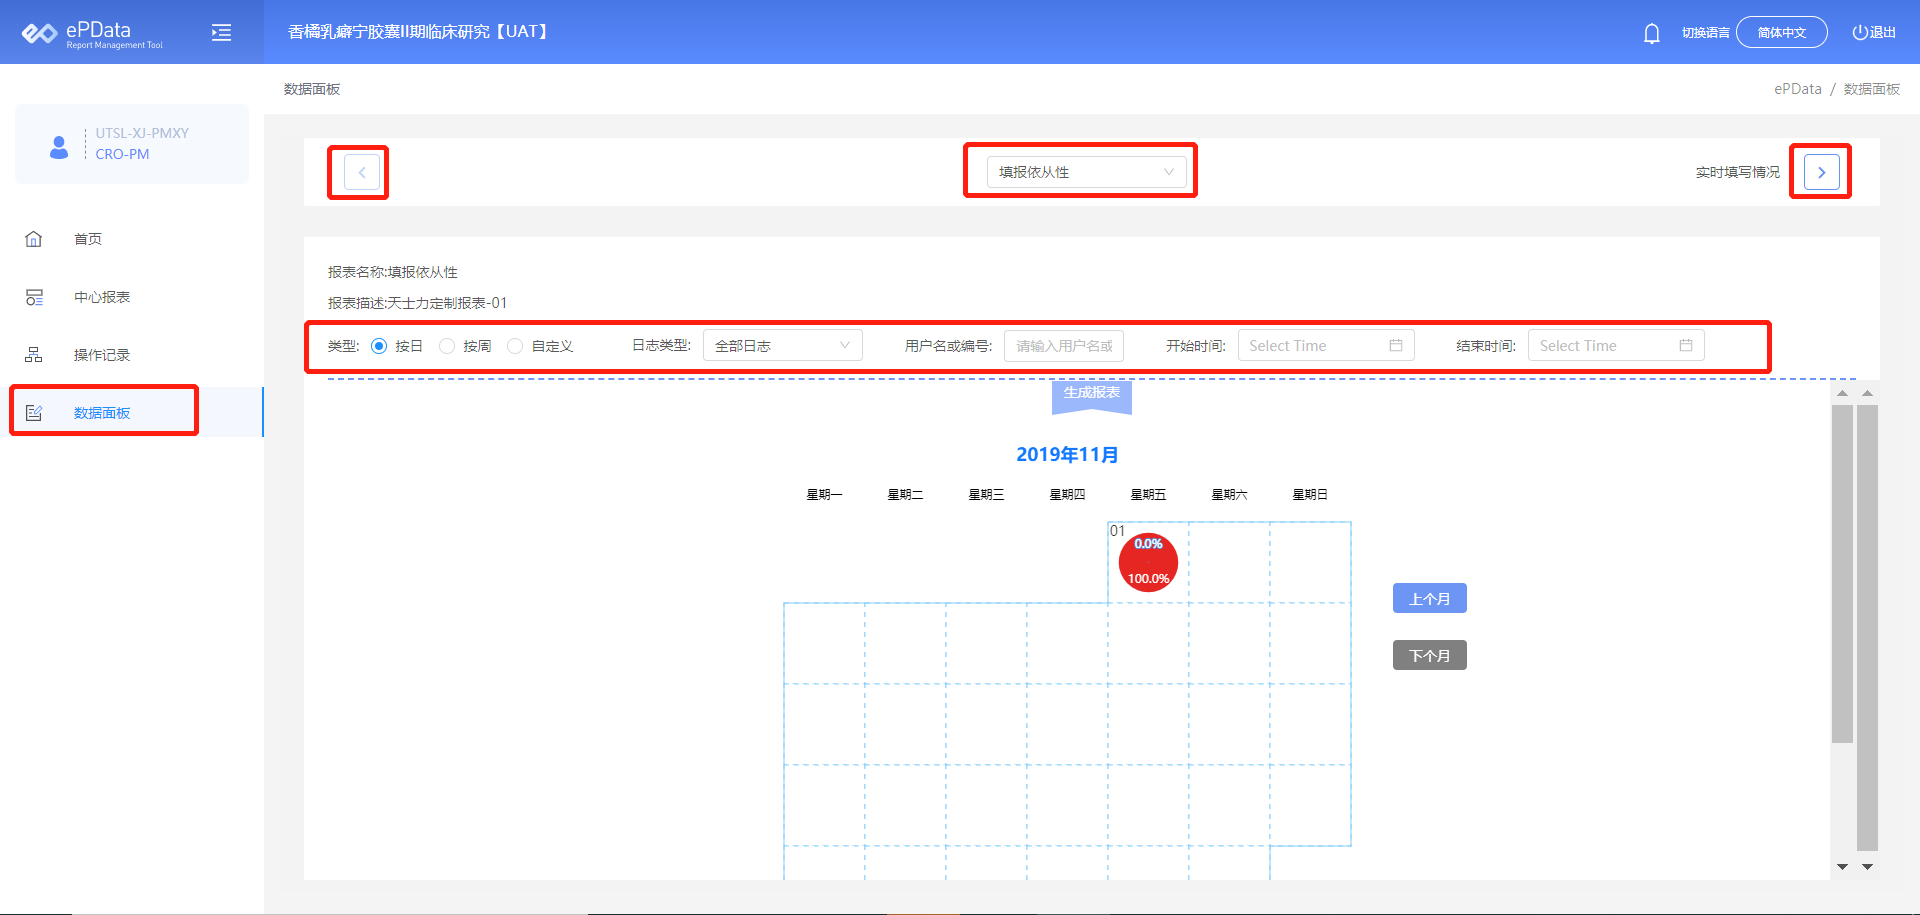 ePData
Report Management Tool
香橘乳癖宁胶囊II期临床研究【UAT】
切换语言
简体中文
退出
数据面板
ePData / 数据面板
UTSL-XJ-PMXY
CRO-PM
首页
中心报表
操作记录
数据面板
填报依从性
实时填写情况
报表名称:填报依从性
报表描述:天士力定制报表-01
类型: 按日 按周 自定义 日志类型: 全部日志 用户名或编号: 请输入用户名或 开始时间: Select Time 结束时间: Select Time
生成报表
2019年11月
星期一 星期二 星期三 星期四 星期五 星期六 星期日
01
0.0%
100.0%
上个月
下个月